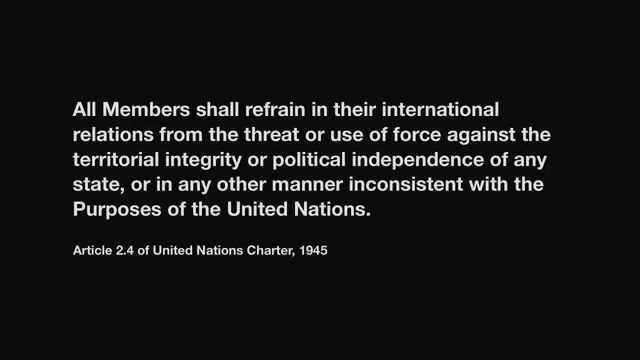 All Members shall refrain in their international
relations from the threat or use of force against the
territorial integrity or political independence of any
state, or in any other manner inconsistent with the
Purposes of the United Nations.
Article 2.4 of United Nations Charter, 1945